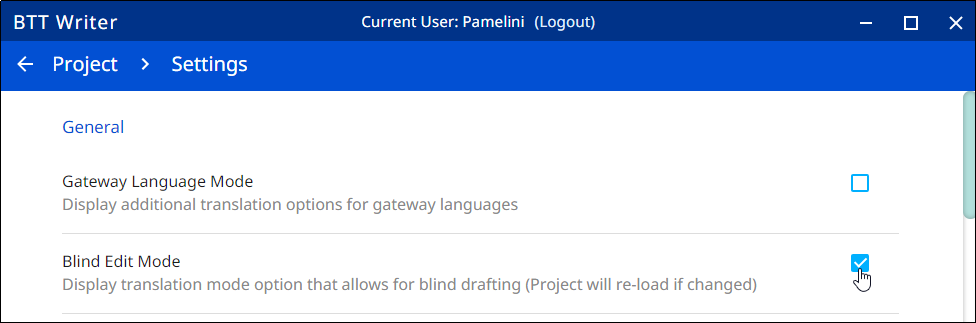 BTT Writer
Current User: Pamelini (Logout)
Project
Settings
General
Gateway Language Mode
Display additional translation options for gateway languages
Blind Edit Mode
Display translation mode option that allows for blind drafting (Project will re-load if changed)